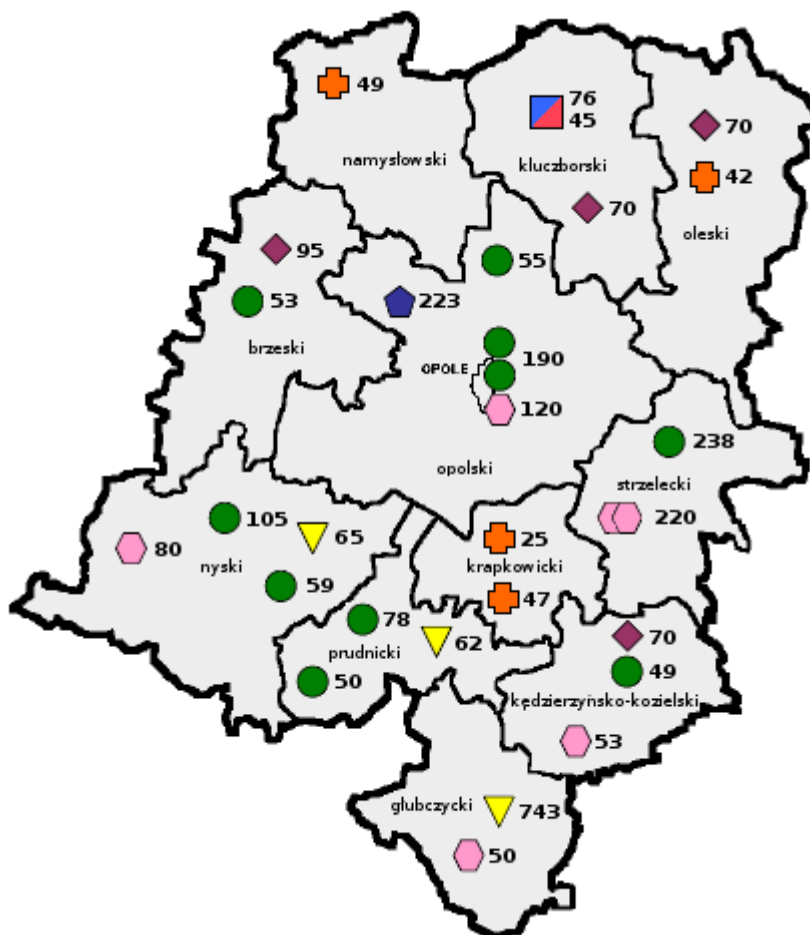 49
76
45
70
namysłowski
kluczborski
42
70
oleski
95
55
53
223
brzeski
190
OPOLE
120
238
opolski
strzelecki
105
65
25
220
80
nyski
krapkowicki
59
47
78
70
prudnicki
62
49
50
kędzierzyńsko-kozielski
53
głubczycki
743
50